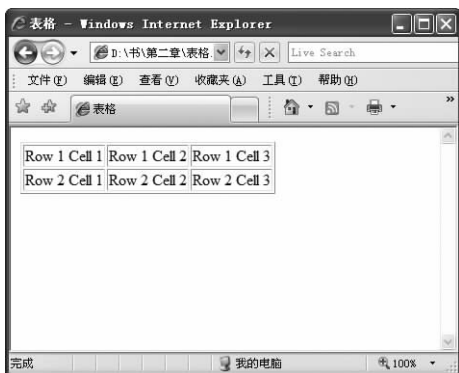 表格 - Windows Internet Explorer
D:\书\第二章\表格. Live Search
文件(F) 编辑(E) 查看(V) 收藏夹(A) 工具(T) 帮助(H)
表格 »
Row 1 Cell 1 Row 1 Cell 2 Row 1 Cell 3
Row 2 Cell 1 Row 2 Cell 2 Row 2 Cell 3
完成 我的电脑 100%